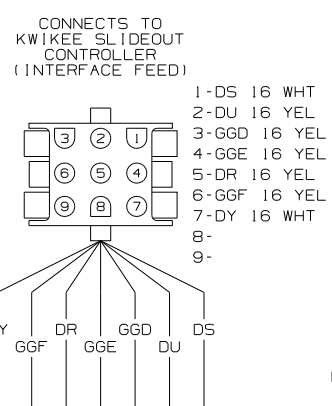 CONNECTS TO
KWIKEE SLIDEOUT
CONTROLLER
(INTERFACE FEED)
1-DS 16 WHT
2-DU 16 YEL
3-GGD 16 YEL
4-GGE 16 YEL
5-DR 16 YEL
6-GGF 16 YEL
7-DY 16 WHT
8-
9-
3 2 1
6 5 4
9 8 7
Y DR GGD DS
GGF GGE DU